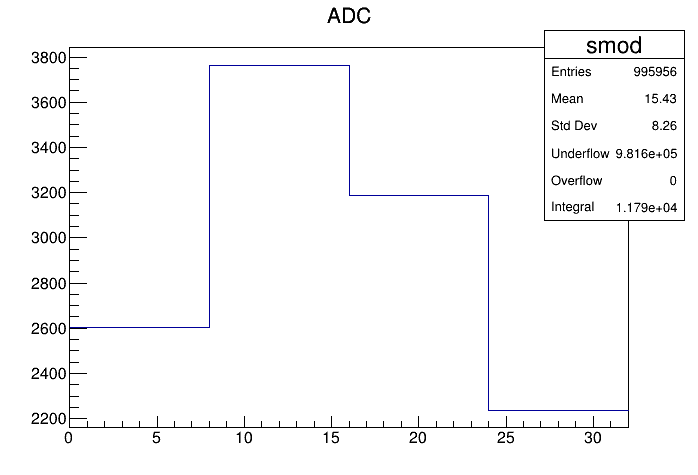 ADC
smod
Entries 995956
Mean 15.43
Std Dev 8.26
Underflow 9.816e+05
Overflow 0
Integral 1.179e+04
3800
3600
3400
3200
3000
2800
2600
2400
2200
0 5 10 15 20 25 30